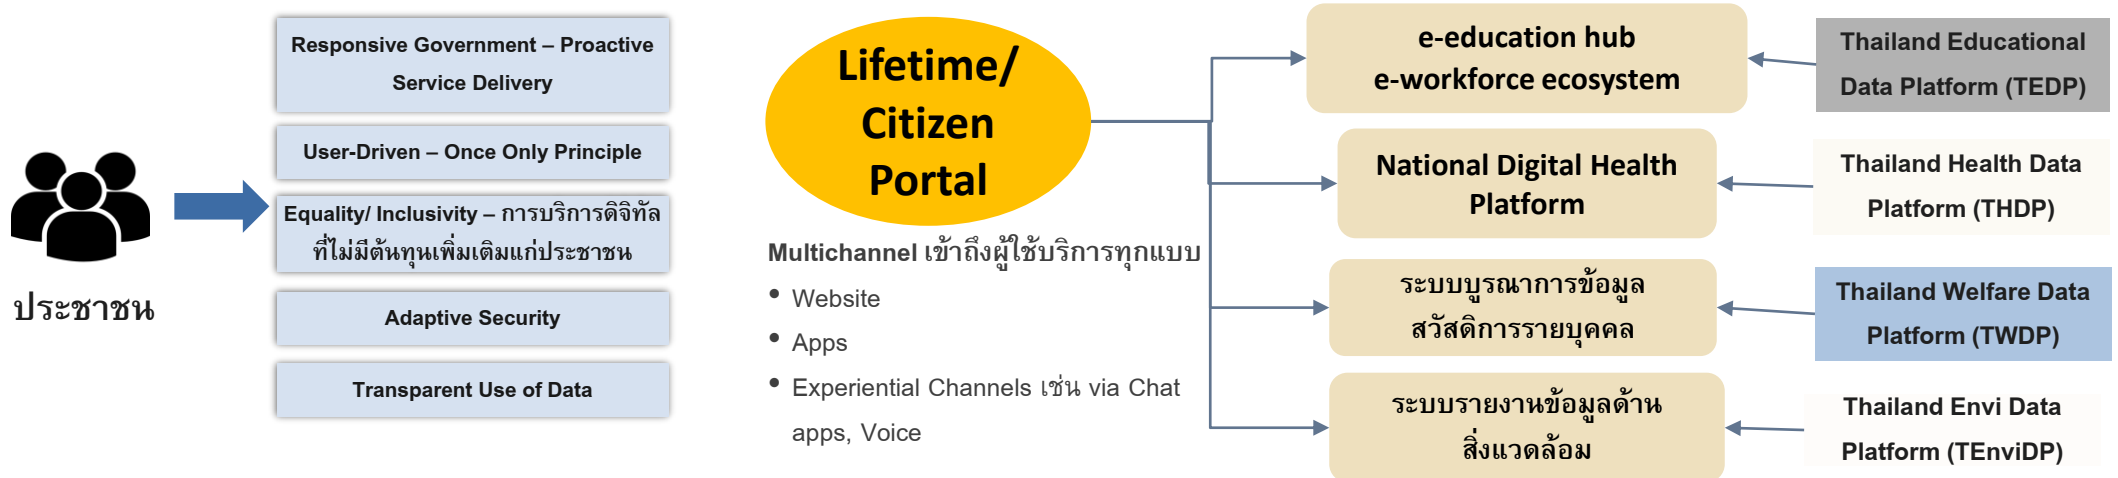 ประชาชน
Responsive Government – Proactive
Service Delivery
User-Driven – Once Only Principle
Equality/ Inclusivity – การบริการดิจิทัล
ที่ไม่มีต้นทุนเพิ่มเติมแก่ประชาชน
Adaptive Security
Transparent Use of Data
Lifetime/
Citizen
Portal
Multichannel เข้าถึงผู้ใช้บริการทุกแบบ
• Website
• Apps
• Experiential Channels เช่น via Chat
apps, Voice
e-education hub
e-workforce ecosystem
National Digital Health
Platform
ระบบบูรณาการข้อมูล
สวัสดิการรายบุคคล
ระบบรายงานข้อมูลด้าน
สิ่งแวดล้อม
Thailand Educational
Data Platform (TEDP)
Thailand Health Data
Platform (THDP)
Thailand Welfare Data
Platform (TWDP)
Thailand Envi Data
Platform (TEnviDP)